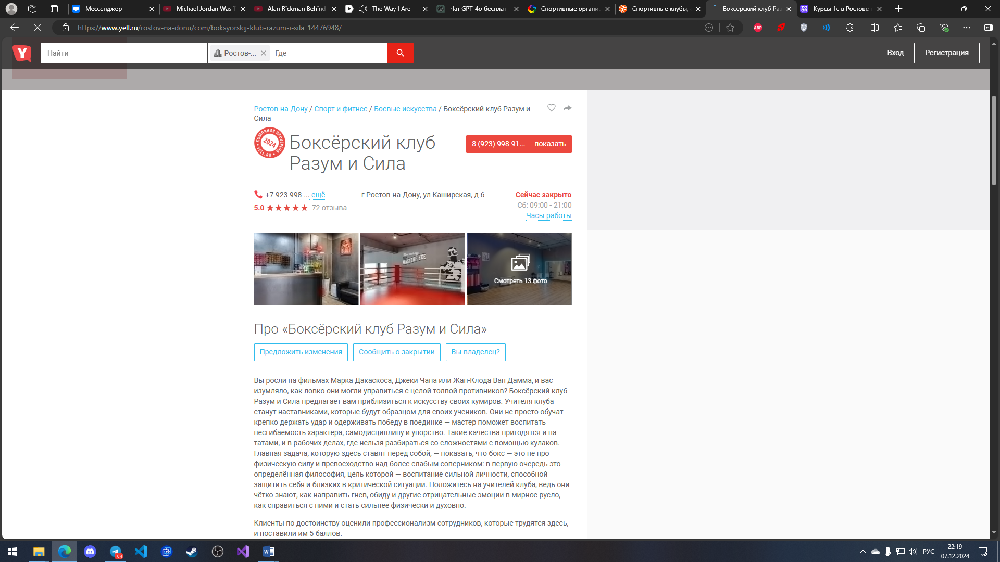 Мессенджер
Michael Jordan Was T
Alan Rickman Behind
The Way I Are —
Чат GPT-4o бесплатн
Спортивные организ
Спортивные клубы,
Боксёрский клуб Раз
Курсы 1с в Ростове-
https://www.yell.ru/rostov-na-donu/com/boksyorskij-klub-razum-i-sila_14476948/
ABP
Y
Найти
Ростов-...
Где
Вход
Регистрация
Ростов-на-Дону / Спорт и фитнес / Боевые искусства / Боксёрский клуб Разум и
Сила
КОМПАНИЯ ПРОВЕРЕНА
2024
YELL.RU
Боксёрский клуб
Разум и Сила
8 (923) 998-91... — показать
+7 923 998-... ещё
г Ростов-на-Дону, ул Каширская, д 6
Сейчас закрыто
5.0
72 отзыва
Сб: 09:00 - 21:00
Часы работы
MASTERPIECE
Смотреть 13 фото
Про «Боксёрский клуб Разум и Сила»
Предложить изменения
Сообщить о закрытии
Вы владелец?
Вы росли на фильмах Марка Дакаскоса, Джеки Чана или Жан-Клода Ван Дамма, и вас
изумляло, как ловко они могли управиться с целой толпой противников? Боксёрский клуб
Разум и Сила предлагает вам приблизиться к искусству своих кумиров. Учителя клуба
станут наставниками, которые будут образцом для своих учеников. Они не просто обучат
крепко держать удар и одерживать победу в поединке — мастер поможет воспитать
несгибаемость характера, самодисциплину и упорство. Такие качества пригодятся и на
татами, и в рабочих делах, где нельзя разбираться со сложностями с помощью кулаков.
Главная задача, которую здесь ставят перед собой, — показать, что бокс — это не про
физическую силу и превосходство над более слабым соперником: в первую очередь это
определённая философия, цель которой — воспитание сильной личности, способной
защитить себя и близких в критической ситуации. Положитесь на учителей клуба, ведь они
чётко знают, как направить гнев, обиду и другие отрицательные эмоции в мирное русло,
как справиться с ними и стать сильнее физически и духовно.
Клиенты по достоинству оценили профессионализм сотрудников, которые трудятся здесь,
и поставили им 5 баллов.
.04
РУС
22:19
07.12.2024